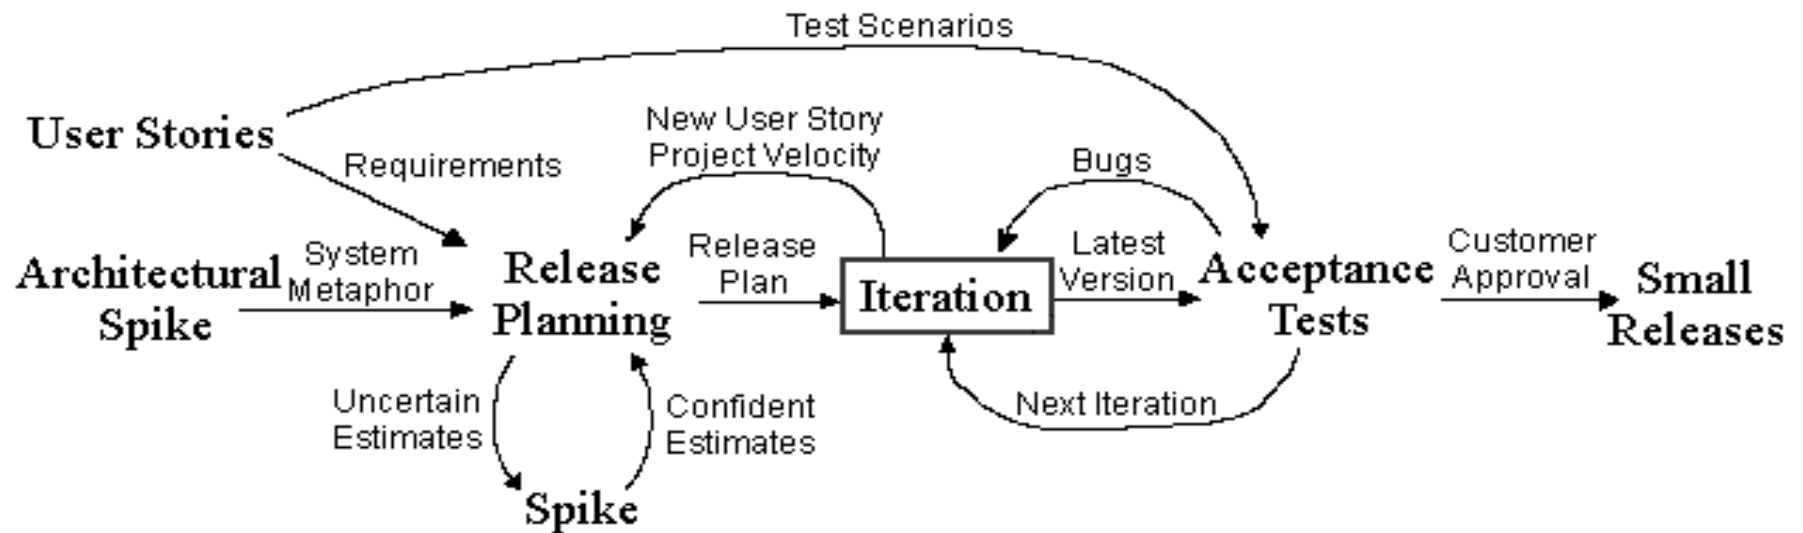 Test Scenarios
User Stories
Requirements
New User Story
Project Velocity
Bugs
Architectural
Spike
System
Metaphor
Release
Planning
Release
Plan
Iteration
Latest
Version
Acceptance
Tests
Customer
Approval
Small
Releases
Uncertain
Estimates
Confident
Estimates
Next Iteration
Spike